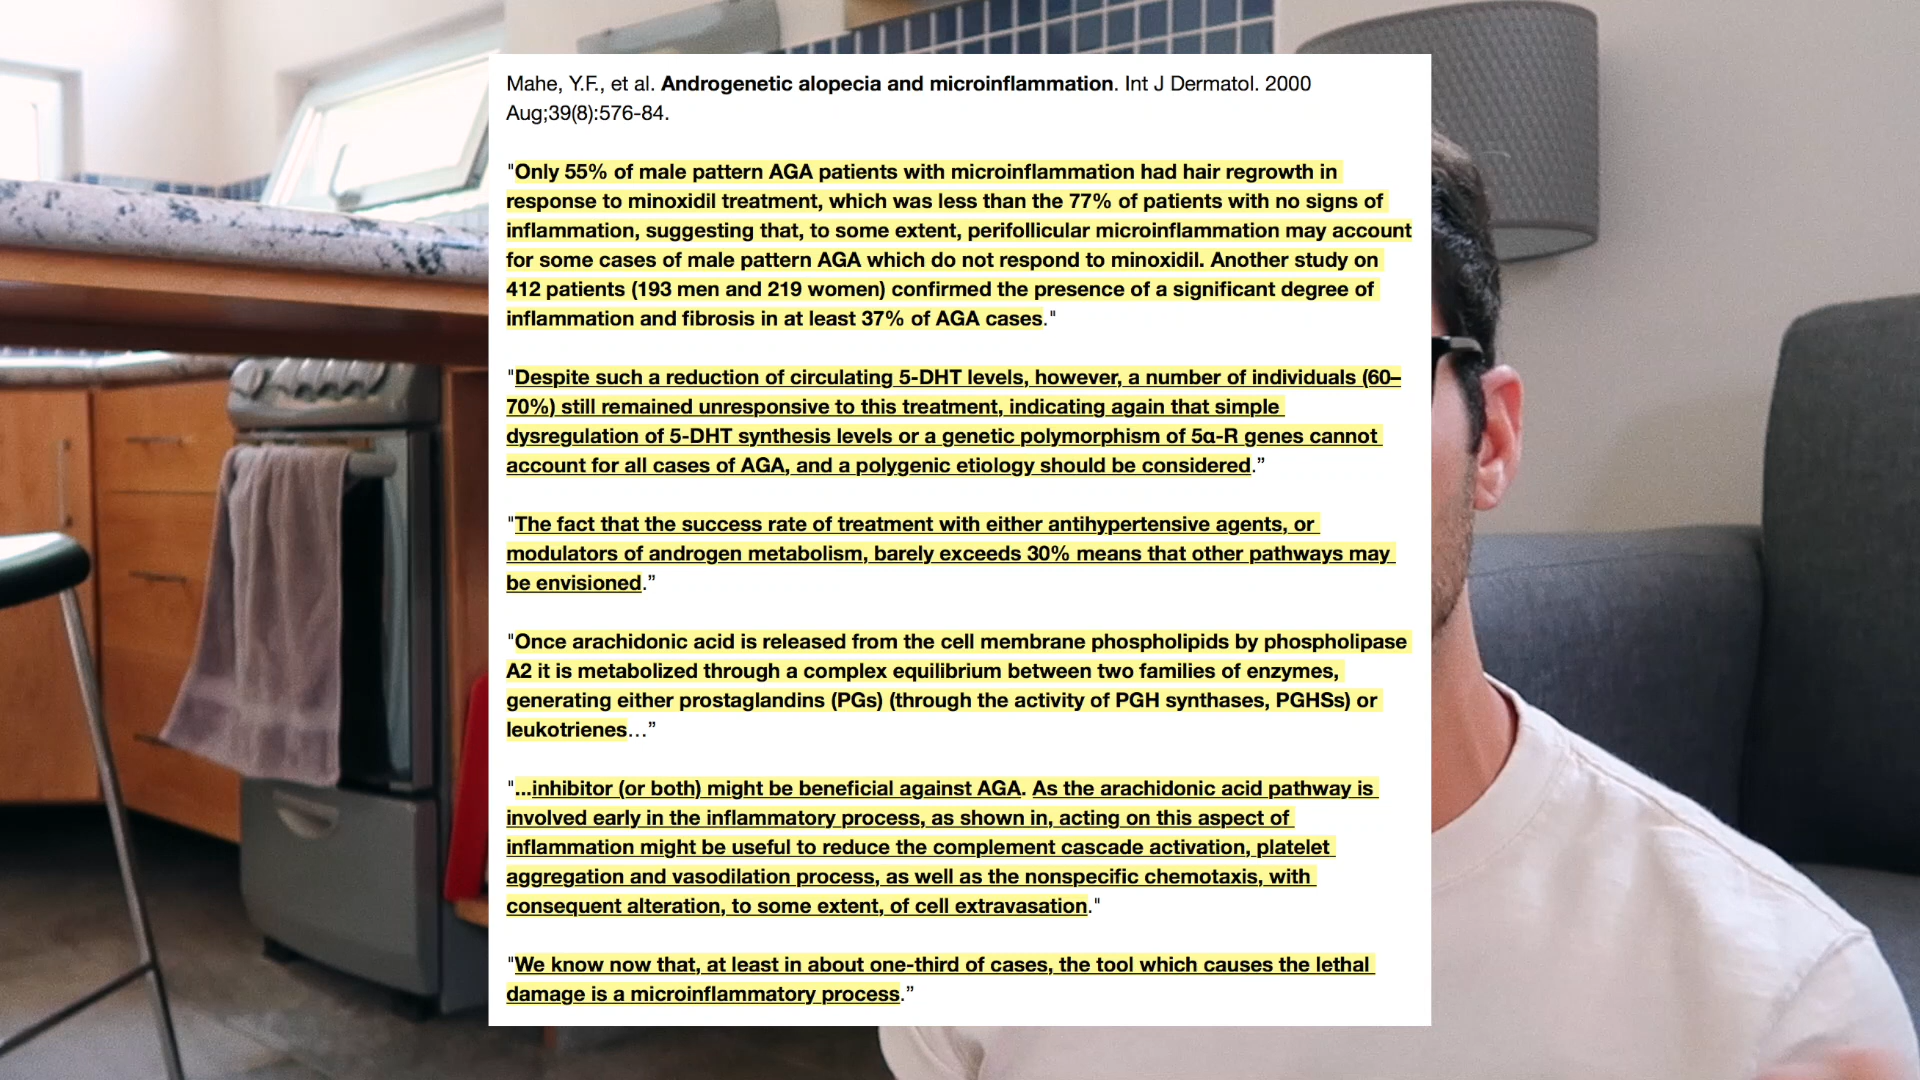 Mahe, Y.F., et al. Androgenetic alopecia and microinflammation. Int J Dermatol. 2000
Aug;39(8):576-84.
"Only 55% of male pattern AGA patients with microinflammation had hair regrowth in
response to minoxidil treatment, which was less than the 77% of patients with no signs of
inflammation, suggesting that, to some extent, perifollicular microinflammation may account
for some cases of male pattern AGA which do not respond to minoxidil. Another study on
412 patients (193 men and 219 women) confirmed the presence of a significant degree of
inflammation and fibrosis in at least 37% of AGA cases."
"Despite such a reduction of circulating 5-DHT levels, however, a number of individuals (60–
70%) still remained unresponsive to this treatment, indicating again that simple
dysregulation of 5-DHT synthesis levels or a genetic polymorphism of 5α-R genes cannot
account for all cases of AGA, and a polygenic etiology should be considered.”
"The fact that the success rate of treatment with either antihypertensive agents, or
modulators of androgen metabolism, barely exceeds 30% means that other pathways may
be envisioned.”
"Once arachidonic acid is released from the cell membrane phospholipids by phospholipase
A2 it is metabolized through a complex equilibrium between two families of enzymes,
generating either prostaglandins (PGs) (through the activity of PGH synthases, PGHSs) or
leukotrienes…”
"...inhibitor (or both) might be beneficial against AGA. As the arachidonic acid pathway is
involved early in the inflammatory process, as shown in, acting on this aspect of
inflammation might be useful to reduce the complement cascade activation, platelet
aggregation and vasodilation process, as well as the nonspecific chemotaxis, with
consequent alteration, to some extent, of cell extravasation."
"We know now that, at least in about one-third of cases, the tool which causes the lethal
damage is a microinflammatory process.”